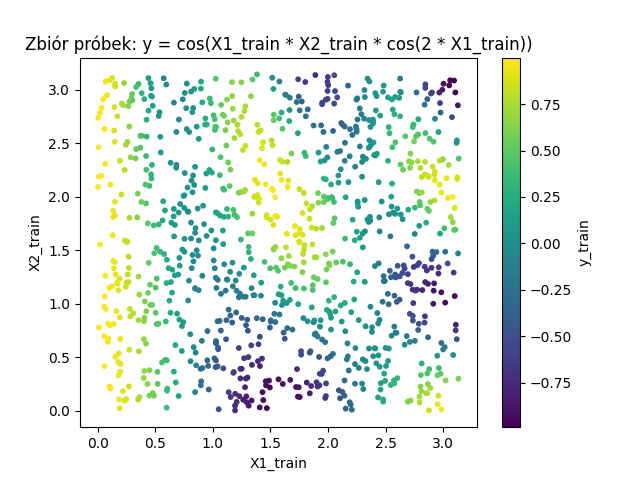 Zbiór próbek: y = cos(X1_train * X2_train * cos(2 * X1_train))
3.0
2.5
2.0
1.5
1.0
0.5
0.0
X2_train
0.0 0.5 1.0 1.5 2.0 2.5 3.0
X1_train
0.75
0.50
0.25
0.00
−0.25
−0.50
−0.75
y_train